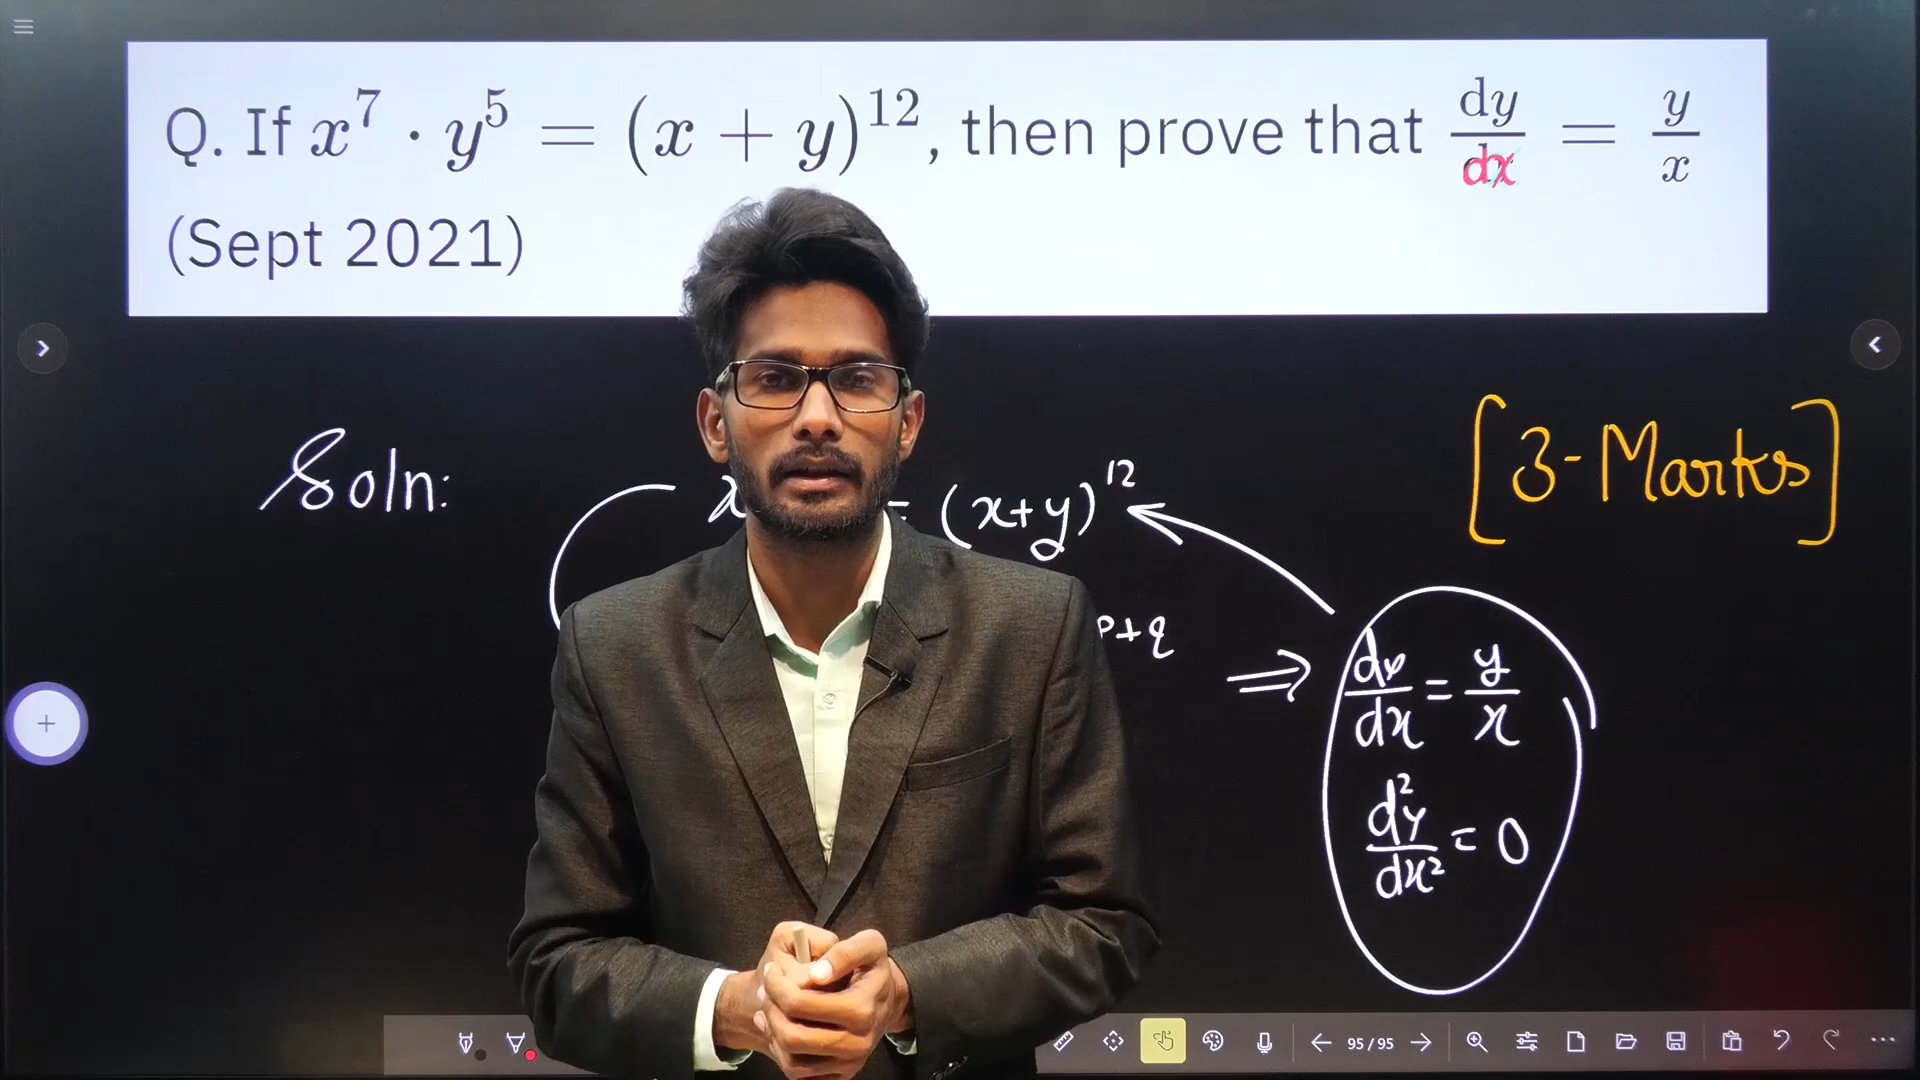 Q. If x⁷ · y⁵ = (x + y)¹², then prove that dy/dx = y/x
(Sept 2021)
[3-Marks]
Soln:
x = (x+y)¹²
p+q
⇒ dy/dx = y/x
d²y/dx² = 0
95 / 95